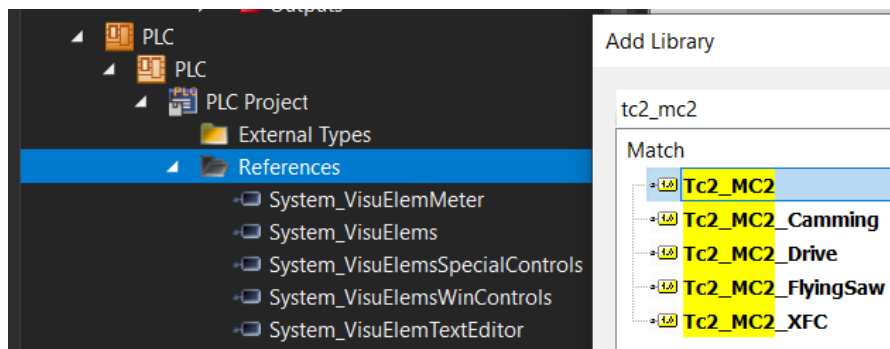 Outputs
PLC
PLC
PLC Project
External Types
References
System_VisuElemMeter
System_VisuElems
System_VisuElemsSpecialControls
System_VisuElemsWinControls
System_VisuElemTextEditor
Add Library
tc2_mc2
Match
Tc2_MC2
Tc2_MC2_Camming
Tc2_MC2_Drive
Tc2_MC2_FlyingSaw
Tc2_MC2_XFC